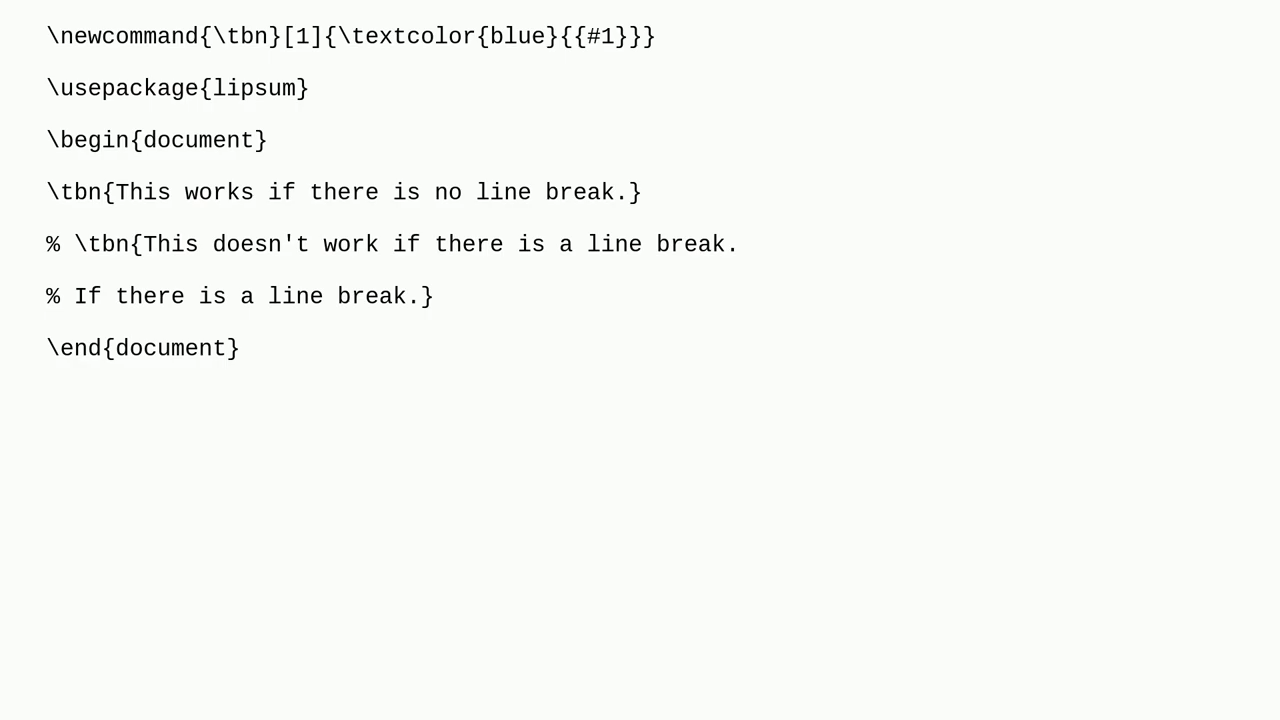 \newcommand{\tbn}[1]{\textcolor{blue}{{#1}}}
\usepackage{lipsum}
\begin{document}
\tbn{This works if there is no line break.}
% \tbn{This doesn't work if there is a line break.
% If there is a line break.}
\end{document}